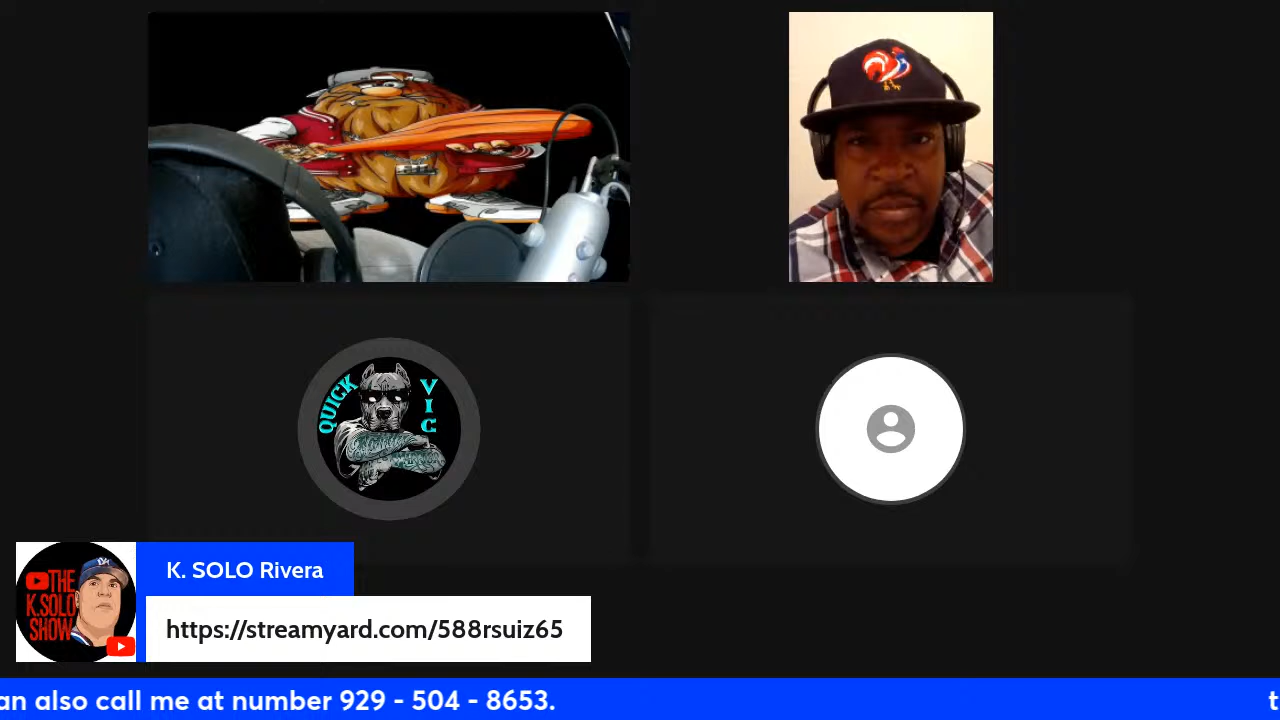 QUICK
VIC
THE
K.SOLO
SHOW
K. SOLO Rivera
https://streamyard.com/588rsuiz65
an also call me at number 929 - 504 - 8653.
t